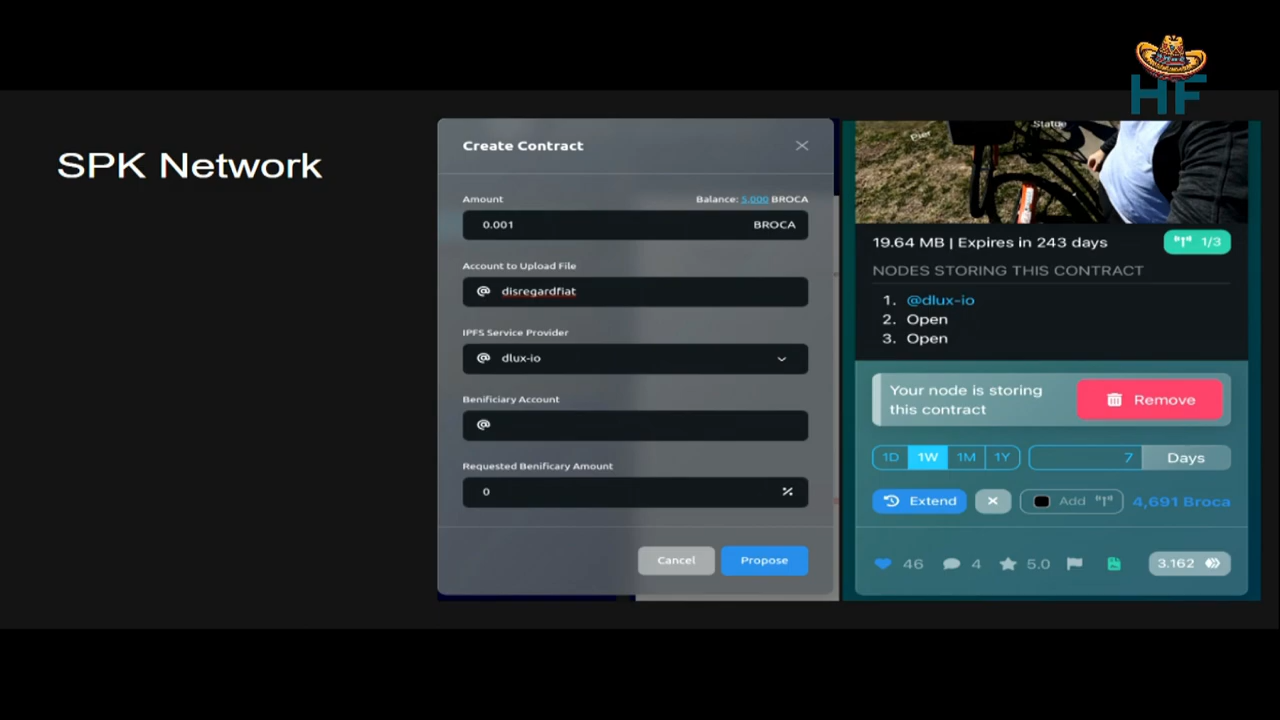 HF
SPK Network
Create Contract
Amount
Balance: 5.000 BROCA
0.001
BROCA
Account to Upload File
@ disregardfiat
IPFS Service Provider
@ dlux-io
Benificiary Account
@
Requested Benificary Amount
0
%
Cancel
Propose
Pier
Statue
19.64 MB | Expires in 243 days
1/3
NODES STORING THIS CONTRACT
1. @dlux-io
2. Open
3. Open
Your node is storing
this contract
Remove
1D 1W 1M 1Y
7 Days
Extend
Add
4,691 Broca
46
4
5.0
3.162